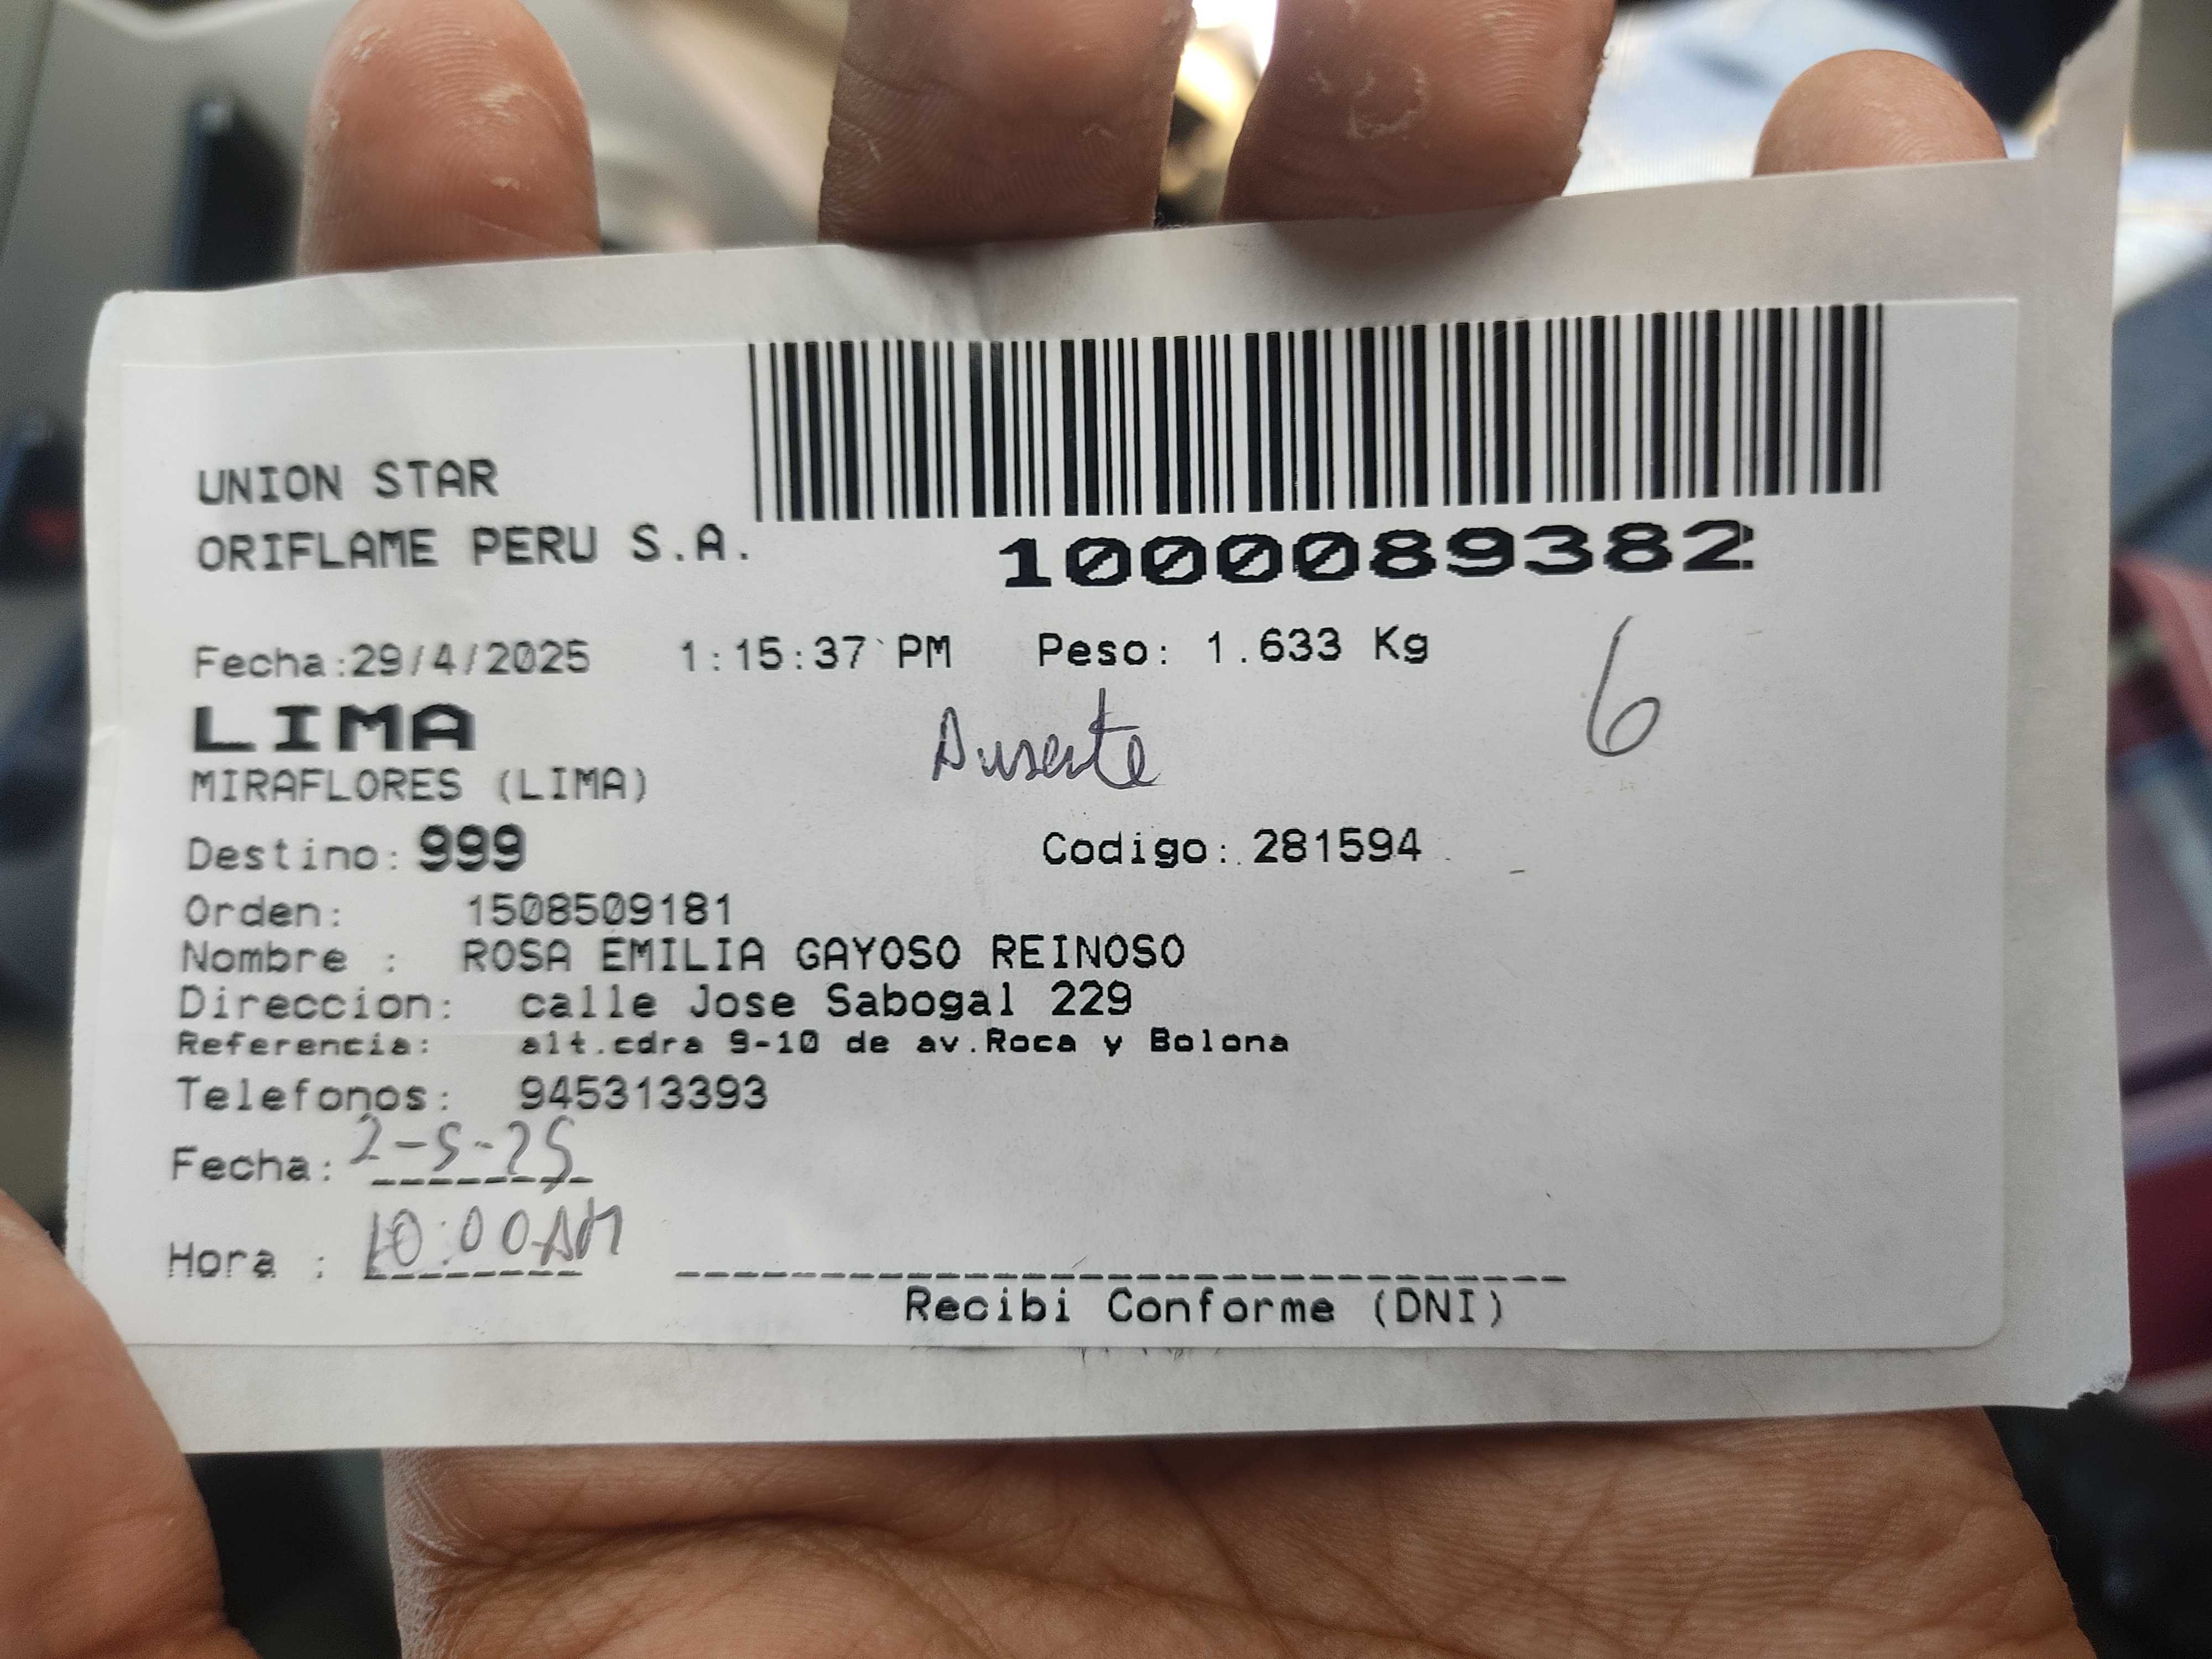 UNION STAR
ORIFLAME PERU S.A.
1000089382
Fecha:29/4/2025 1:15:37 PM Peso: 1.633 Kg
6
LIMA
Ausente
MIRAFLORES (LIMA)
Destino: 999 Codigo: 281594
Orden: 1508509181
Nombre : ROSA EMILIA GAYOSO REINOSO
Direccion: calle Jose Sabogal 229
Referencia: alt.cdra 9-10 de av.Roca y Bolona
Telefonos: 945313393
Fecha: 2-5-25
Hora : 10:00AM
Recibi Conforme (DNI)